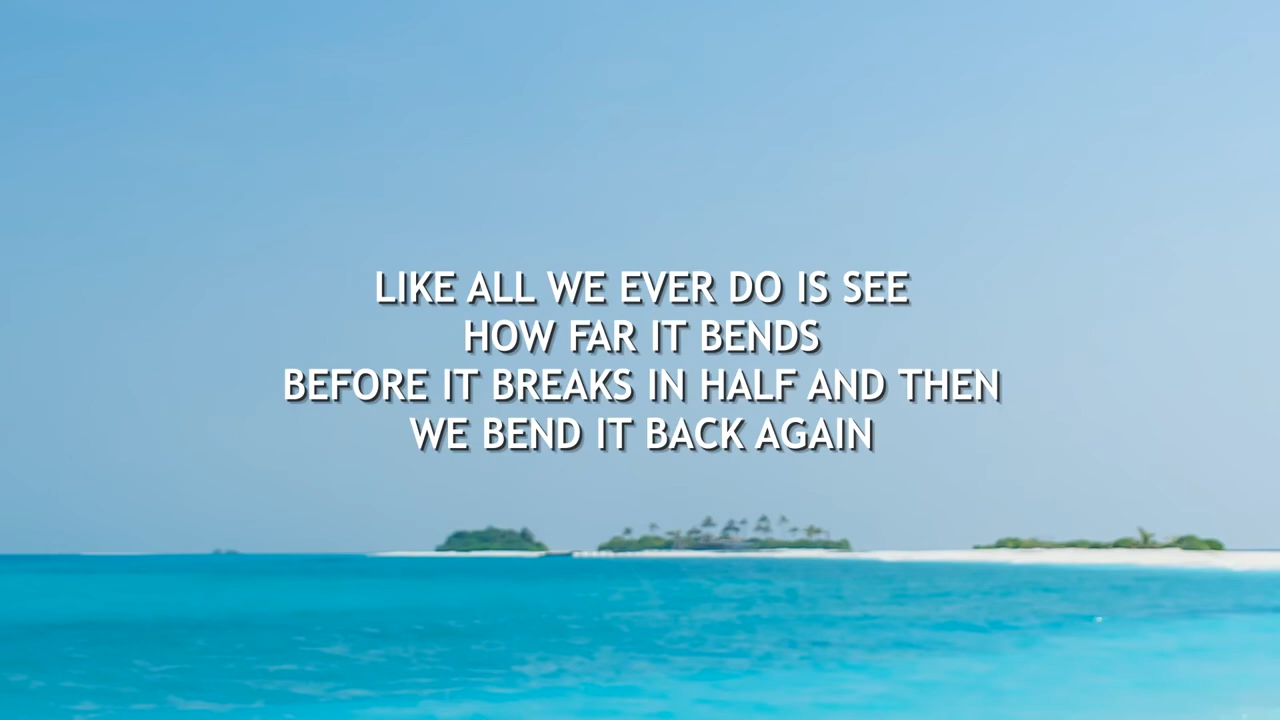 LIKE ALL WE EVER DO IS SEE
HOW FAR IT BENDS
BEFORE IT BREAKS IN HALF AND THEN
WE BEND IT BACK AGAIN